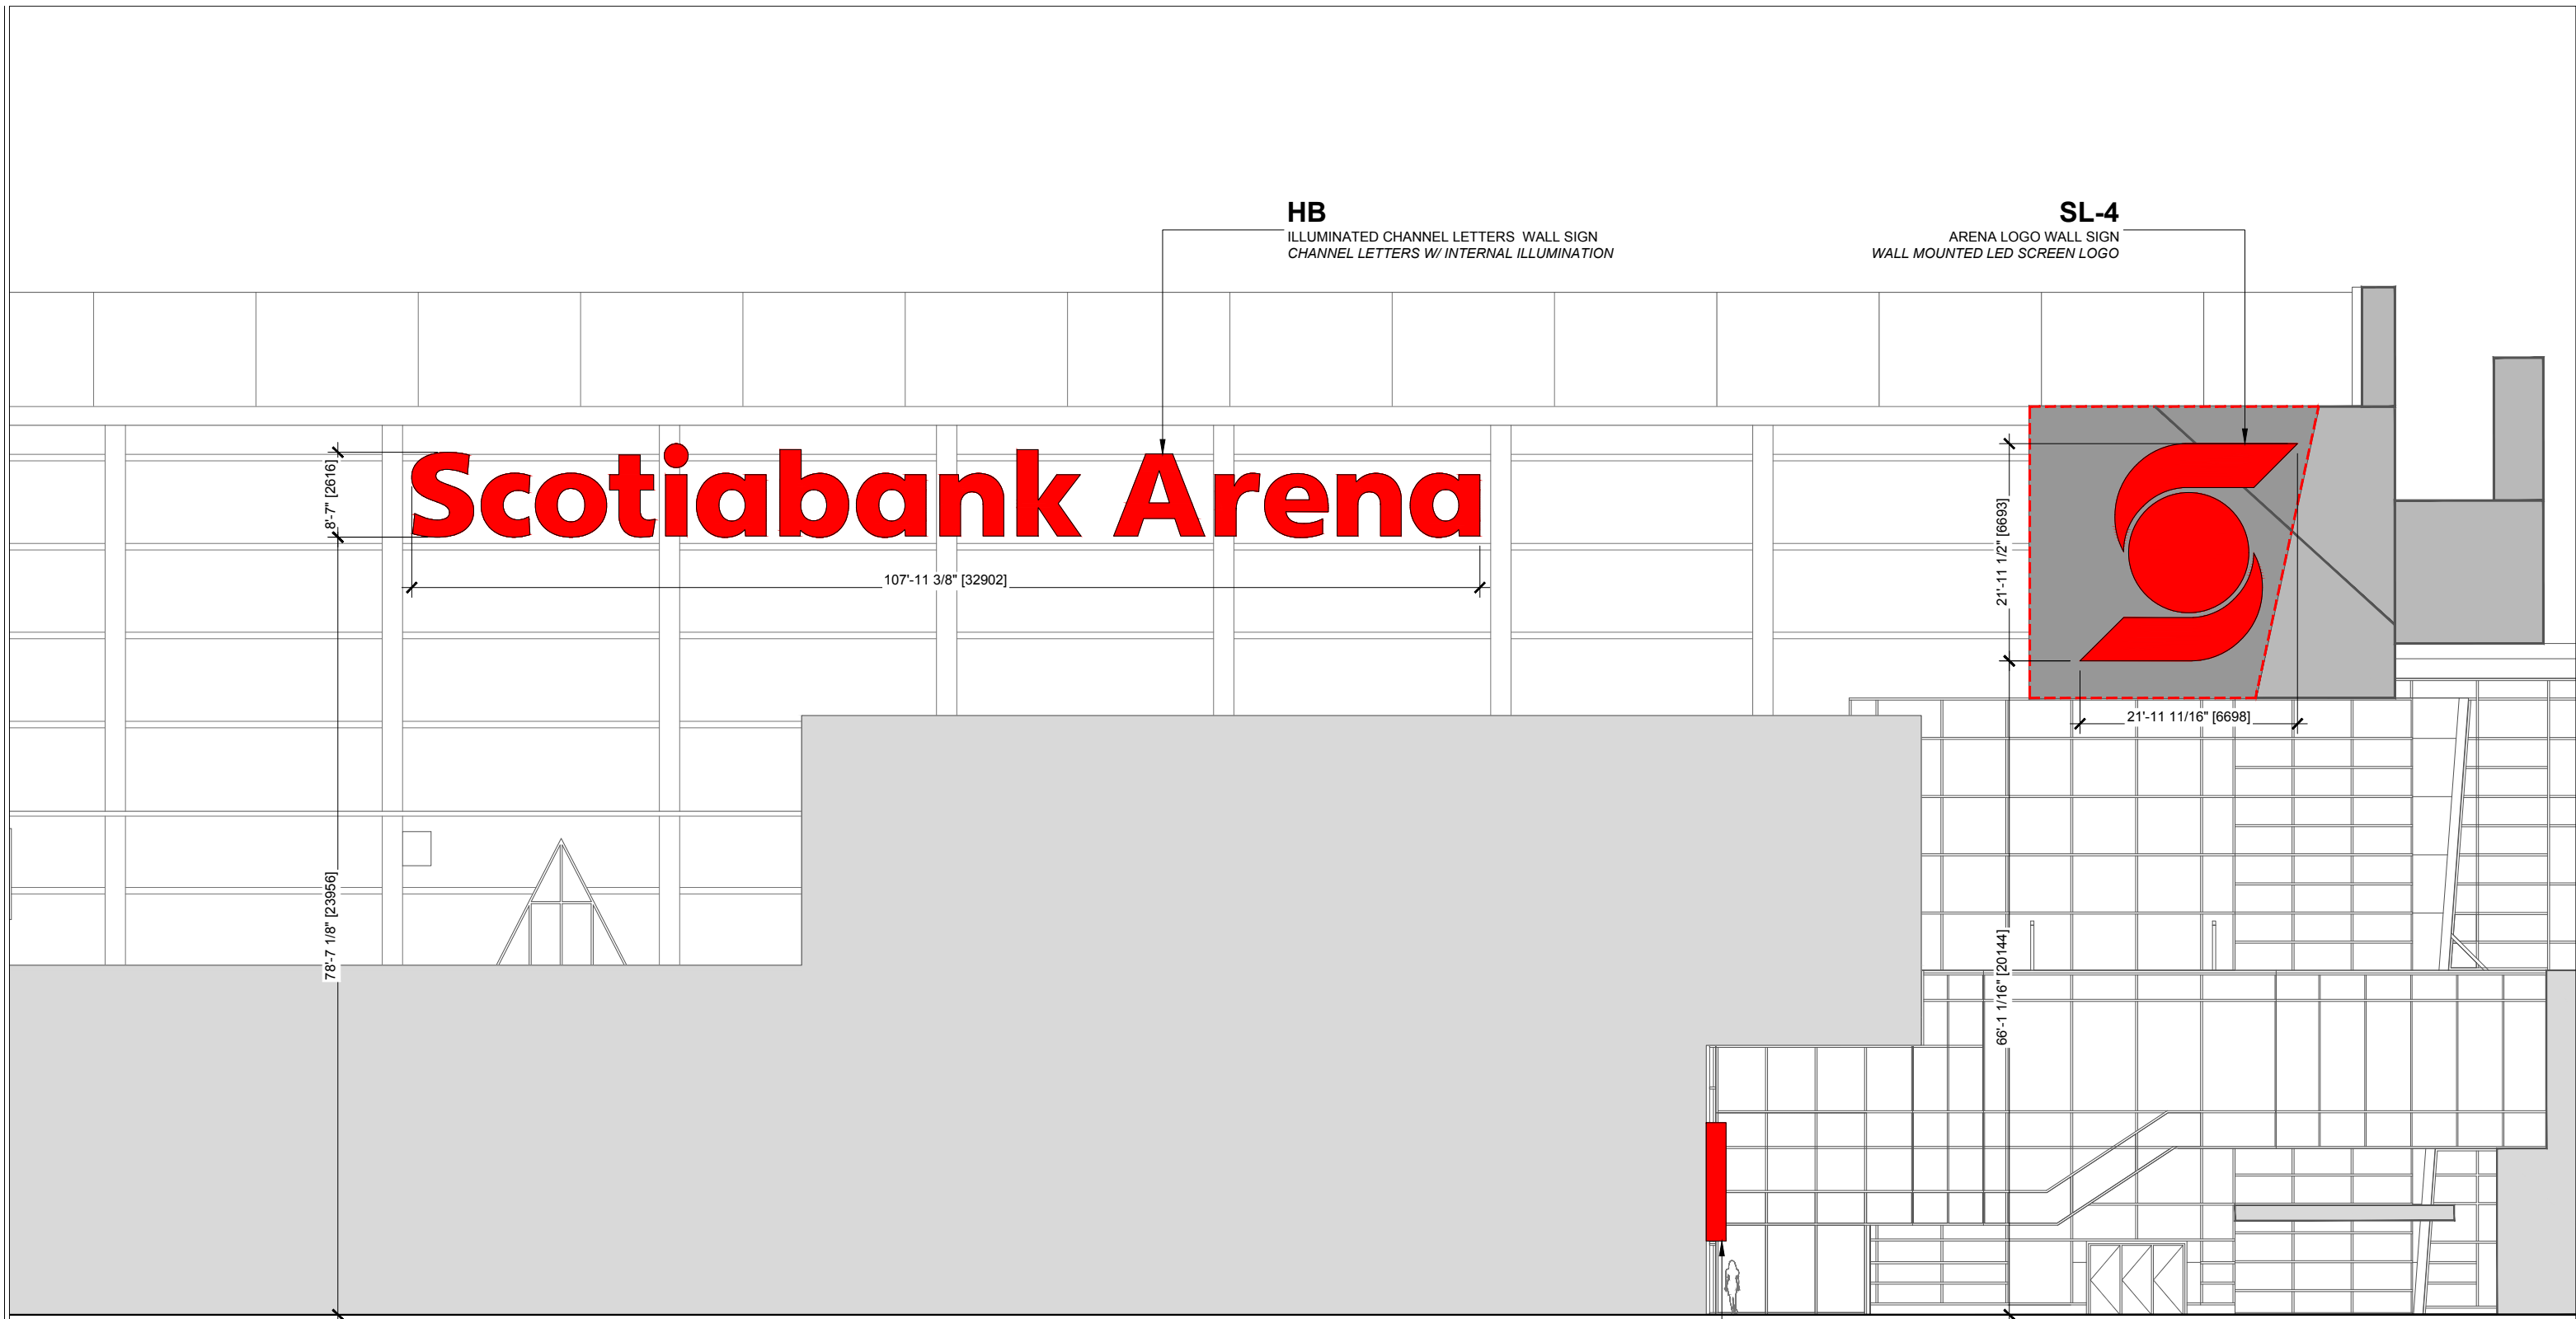 HB
ILLUMINATED CHANNEL LETTERS WALL SIGN
CHANNEL LETTERS W/ INTERNAL ILLUMINATION
SL-4
ARENA LOGO WALL SIGN
WALL MOUNTED LED SCREEN LOGO
Scotiabank Arena
8'-7" [2616]
107'-11 3/8" [32902]
21'-11 1/2" [6693]
21'-11 11/16" [6698]
78'-7 1/8" [23956]
66'-1 1/16" [20144]